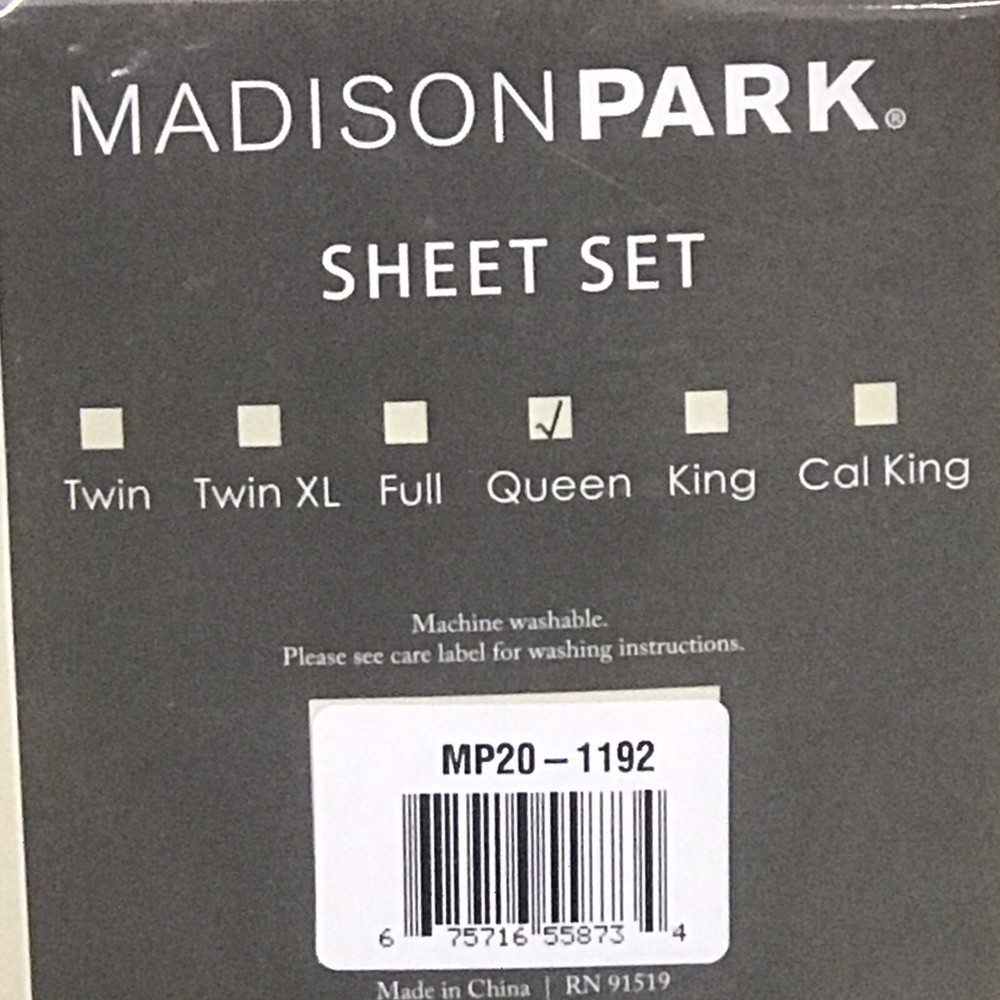 MADISONPARK®
SHEET SET
Twin Twin XL Full Queen King Cal King
Machine washable.
Please see care label for washing instructions.
MP20-1192
6 75716 55873 4
Made in China | RN 91519